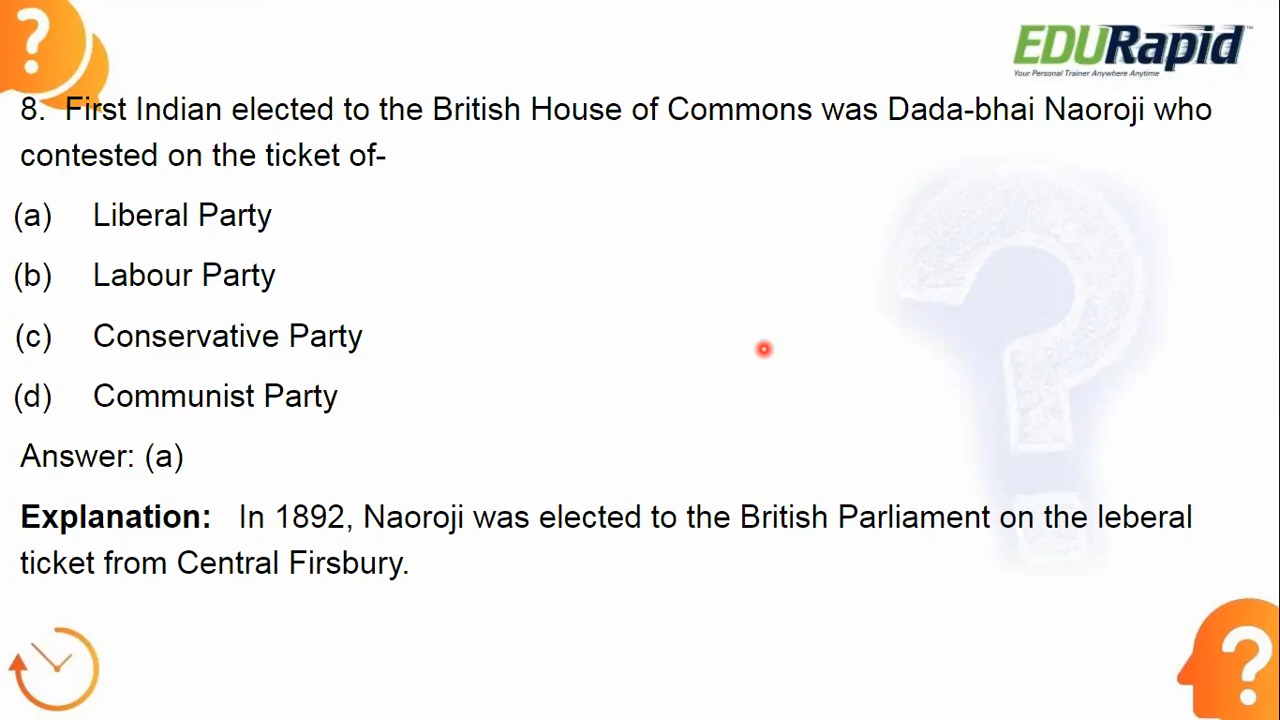 EDURapid™
Your Personal Trainer Anywhere Anytime
8. First Indian elected to the British House of Commons was Dada-bhai Naoroji who
contested on the ticket of-
(a) Liberal Party
(b) Labour Party
(c) Conservative Party
(d) Communist Party
Answer: (a)
Explanation: In 1892, Naoroji was elected to the British Parliament on the leberal
ticket from Central Firsbury.